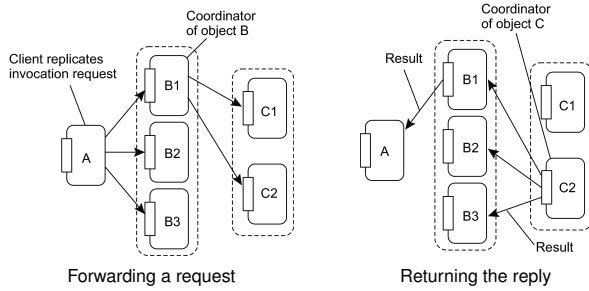 Coordinator
of object B
Client replicates
invocation request
A
B1
B2
B3
C1
C2
Forwarding a request
Coordinator
of object C
Result
A
B1
B2
B3
C1
C2
Result
Returning the reply